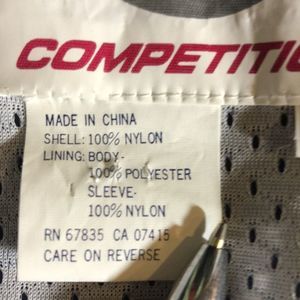 COMPETITI
MADE IN CHINA
SHELL: 100% NYLON
LINING: BODY-
100% POLYESTER
SLEEVE-
100% NYLON
RN 67835 CA 07415
CARE ON REVERSE